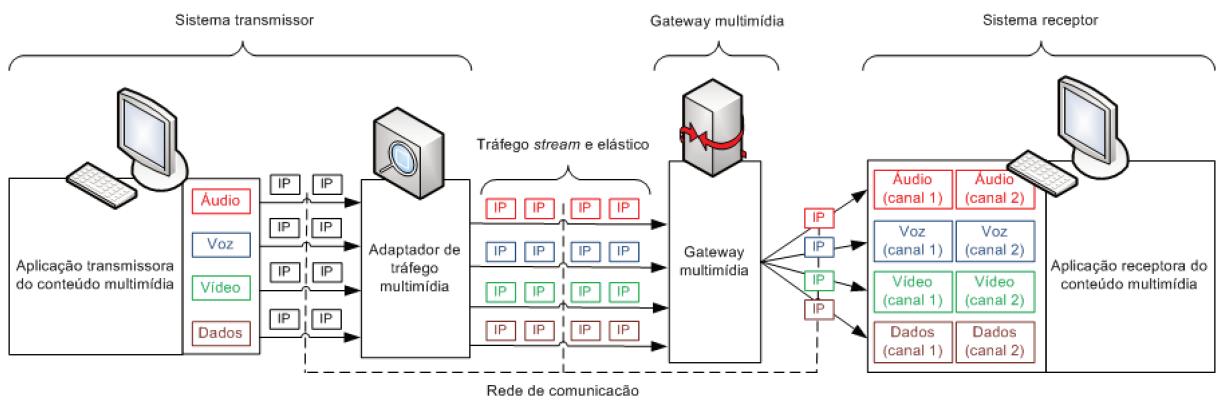 Sistema transmissor
Gateway multimídia
Sistema receptor
Tráfego stream e elástico
Aplicação transmissora
do conteúdo multimídia
Áudio
Voz
Vídeo
Dados
IP IP
IP IP
IP IP
IP IP
Adaptador de
tráfego
multimídia
IP IP IP IP
IP IP IP IP
IP IP IP IP
IP IP IP IP
Gateway
multimídia
IP
IP
IP
IP
Áudio
(canal 1)
Áudio
(canal 2)
Voz
(canal 1)
Voz
(canal 2)
Vídeo
(canal 1)
Vídeo
(canal 2)
Dados
(canal 1)
Dados
(canal 2)
Aplicação receptora do
conteúdo multimídia
Rede de comunicação